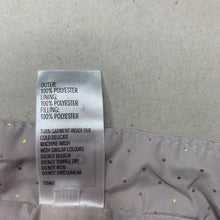 OUTER:
100% POLYESTER
LINING:
100% POLYESTER
FILLING:
100% POLYESTER
TURN GARMENT INSIDE OUT
COLD DELICATE
MACHINE WASH
WITH SIMILAR COLOURS
DO NOT BLEACH
DO NOT TUMBLE DRY
DO NOT IRON
DO NOT DRYCLEAN